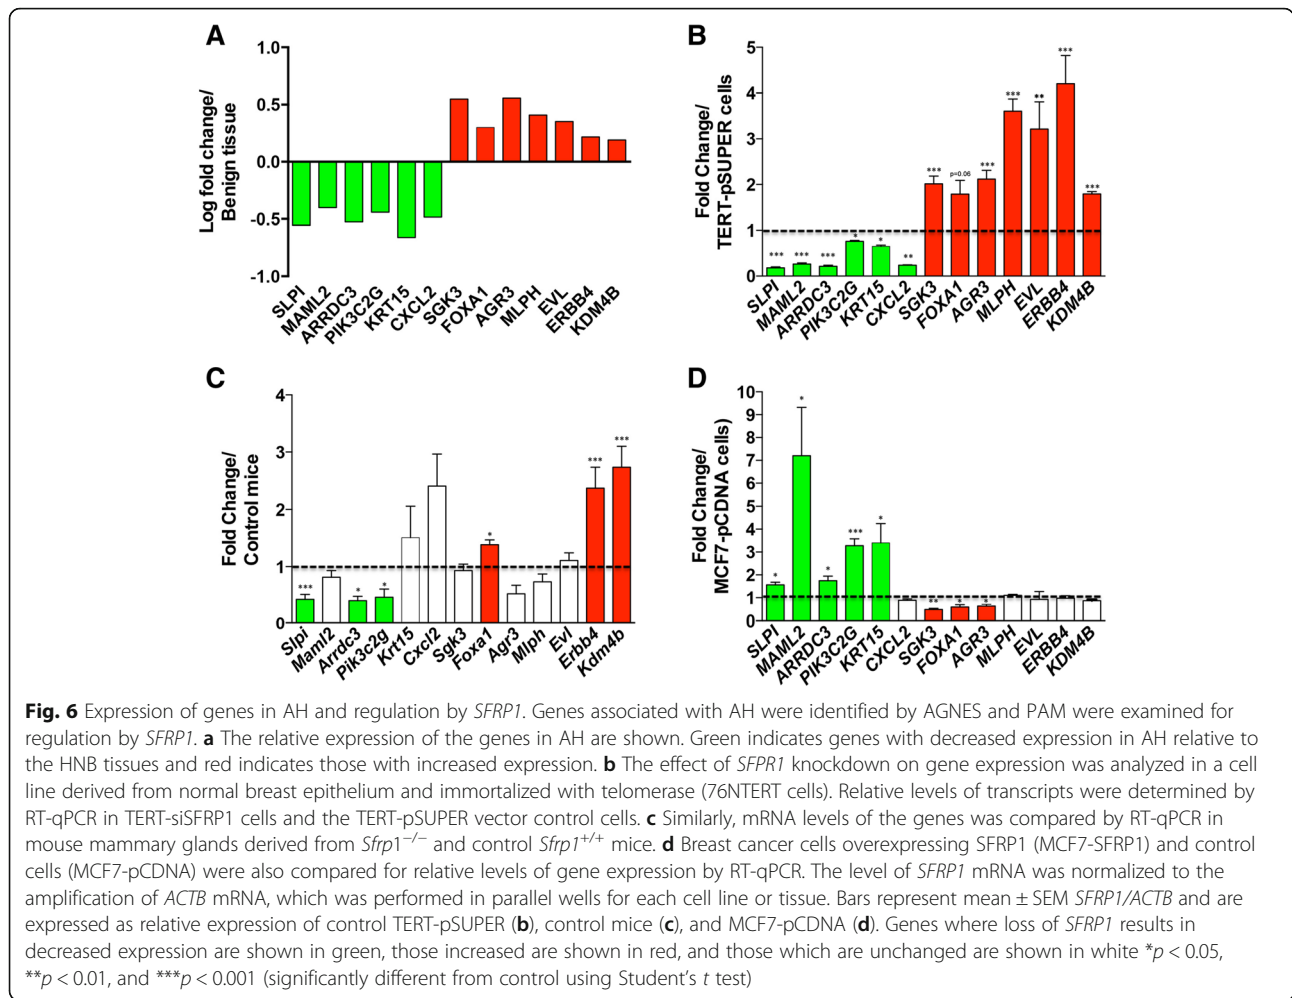 A
Log fold change/
Benign tissue
1.0
0.5
0.0
-0.5
-1.0
SLPI
MAML2
ARRDC3
PIK3C2G
KRT15
CXCL2
SGK3
FOXA1
AGR3
MLPH
EVL
ERBB4
KDM4B
B
Fold Change/
TERT-pSUPER cells
5
4
3
2
1
0
***
***
***
*
*
**
***
p=0.06
***
***
**
***
***
SLPI
MAML2
ARRDC3
PIK3C2G
KRT15
CXCL2
SGK3
FOXA1
AGR3
MLPH
EVL
ERBB4
KDM4B
C
Fold Change/
Control mice
4
3
2
1
0
***
*
*
*
***
***
Slpi
Maml2
Arrdc3
Pik3c2g
Krt15
Cxcl2
Sgk3
Foxa1
Agr3
Mlph
Evl
Erbb4
Kdm4b
D
Fold Change/
MCF7-pCDNA cells)
10
9
8
7
6
5
4
3
2
1
0
*
*
*
***
*
**
*
*
SLPI
MAML2
ARRDC3
PIK3C2G
KRT15
CXCL2
SGK3
FOXA1
AGR3
MLPH
EVL
ERBB4
KDM4B
Fig. 6 Expression of genes in AH and regulation by SFRP1. Genes associated with AH were identified by AGNES and PAM were examined for
regulation by SFRP1. a The relative expression of the genes in AH are shown. Green indicates genes with decreased expression in AH relative to
the HNB tissues and red indicates those with increased expression. b The effect of SFPR1 knockdown on gene expression was analyzed in a cell
line derived from normal breast epithelium and immortalized with telomerase (76NTERT cells). Relative levels of transcripts were determined by
RT-qPCR in TERT-siSFRP1 cells and the TERT-pSUPER vector control cells. c Similarly, mRNA levels of the genes was compared by RT-qPCR in
mouse mammary glands derived from Sfrp1−/− and control Sfrp1+/+ mice. d Breast cancer cells overexpressing SFRP1 (MCF7-SFRP1) and control
cells (MCF7-pCDNA) were also compared for relative levels of gene expression by RT-qPCR. The level of SFRP1 mRNA was normalized to the
amplification of ACTB mRNA, which was performed in parallel wells for each cell line or tissue. Bars represent mean ± SEM SFRP1/ACTB and are
expressed as relative expression of control TERT-pSUPER (b), control mice (c), and MCF7-pCDNA (d). Genes where loss of SFRP1 results in
decreased expression are shown in green, those increased are shown in red, and those which are unchanged are shown in white *p < 0.05,
**p < 0.01, and ***p < 0.001 (significantly different from control using Student's t test)